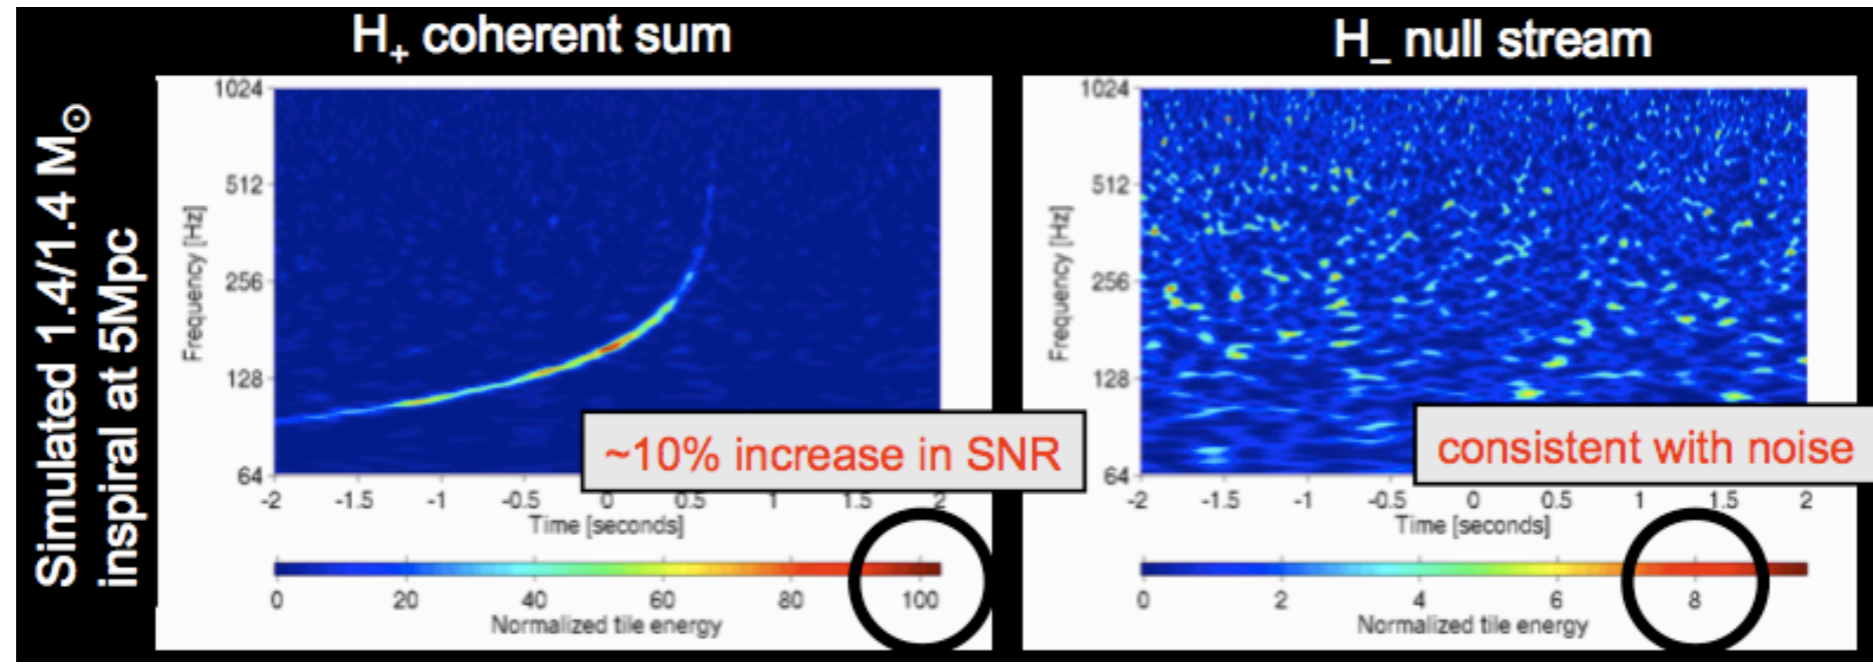 H₊ coherent sum
H₋ null stream
Simulated 1.4/1.4 M☉
inspiral at 5Mpc
Frequency [Hz]
1024
512
256
128
64
-2 -1.5 -1 -0.5 0 0.5 1 1.5 2
Time [seconds]
~10% increase in SNR
0 20 40 60 80 100
Normalized tile energy
Frequency [Hz]
1024
512
256
128
64
-2 -1.5 -1 -0.5 0 0.5 1 1.5 2
Time [seconds]
consistent with noise
0 2 4 6 8
Normalized tile energy